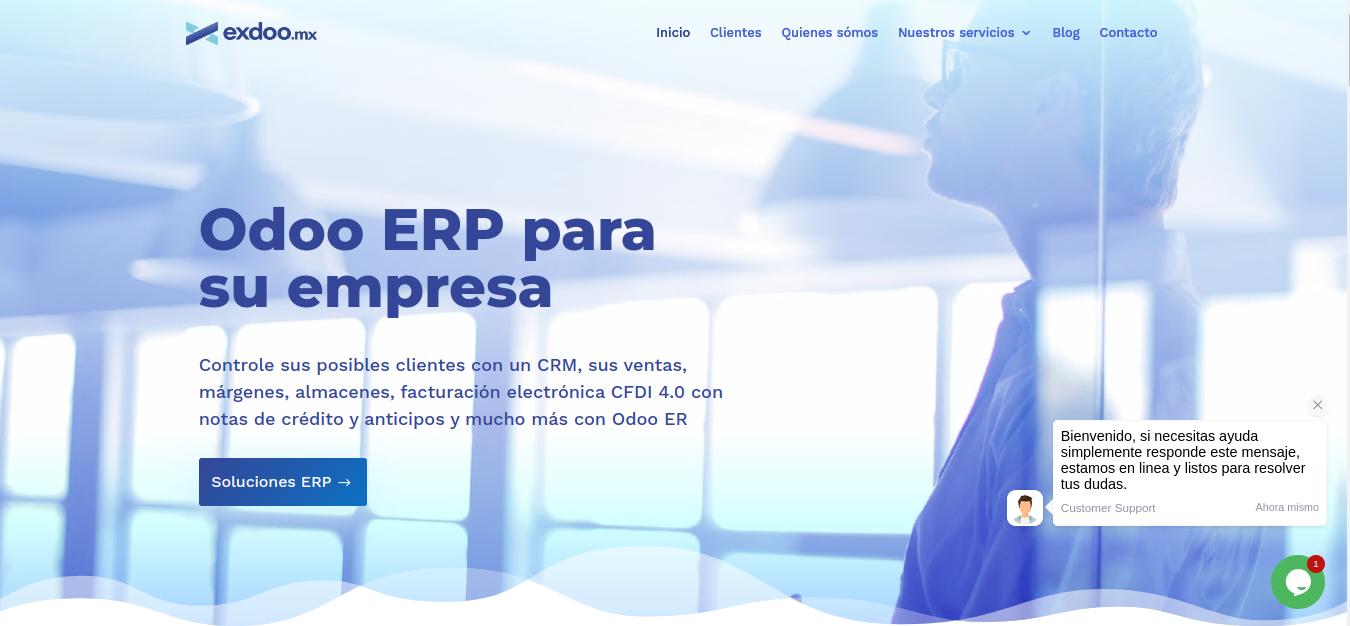 exdoo.mx
Inicio Clientes Quienes sómos Nuestros servicios Blog Contacto
Odoo ERP para
su empresa
Controle sus posibles clientes con un CRM, sus ventas,
márgenes, almacenes, facturación electrónica CFDI 4.0 con
notas de crédito y anticipos y mucho más con Odoo ER
Soluciones ERP →
Bienvenido, si necesitas ayuda
simplemente responde este mensaje,
estamos en linea y listos para resolver
tus dudas.
Customer Support Ahora mismo
1